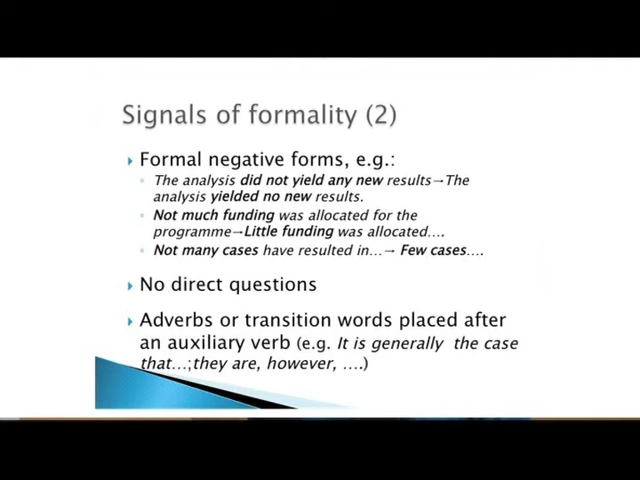 Signals of formality (2)
Formal negative forms, e.g.:
The analysis did not yield any new results→The
analysis yielded no new results.
Not much funding was allocated for the
programme→Little funding was allocated….
Not many cases have resulted in…→ Few cases….
No direct questions
Adverbs or transition words placed after
an auxiliary verb (e.g. It is generally the case
that…;they are, however, ….)